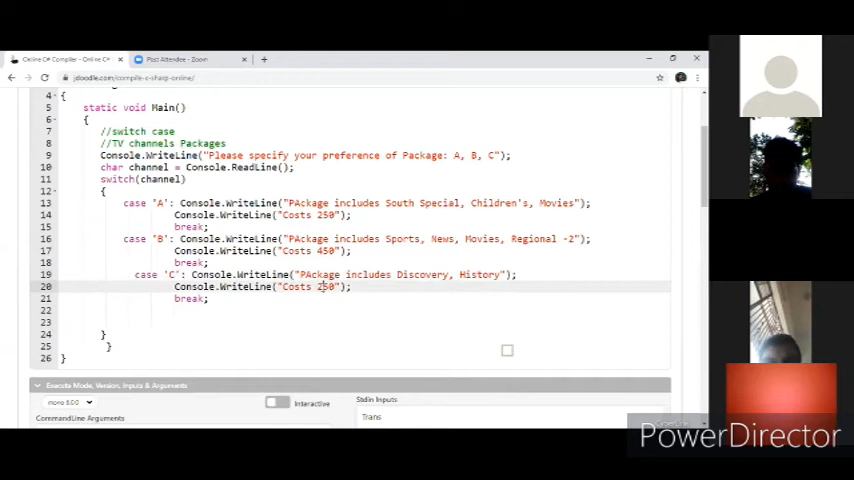 Online C# Compiler - Online C#
Post Attendee - Zoom
jdoodle.com/compile-c-sharp-online/
4 {
5 static void Main()
6 {
7 //switch case
8 //TV channels Packages
9 Console.WriteLine("Please specify your preference of Package: A, B, C");
10 char channel = Console.ReadLine();
11 switch(channel)
12 {
13 case 'A': Console.WriteLine("PAckage includes South Special, Children's, Movies");
14 Console.WriteLine("Costs 250");
15 break;
16 case 'B': Console.WriteLine("PAckage includes Sports, News, Movies, Regional -2");
17 Console.WriteLine("Costs 450");
18 break;
19 case 'C': Console.WriteLine("PAckage includes Discovery, History");
20 Console.WriteLine("Costs 250");
21 break;
22
23
24 }
25 }
26 }
Execute Mode, Version, Inputs & Arguments
mono 6.0.0
Interactive
Stdin Inputs
CommandLine Arguments
Trans
PowerDirector